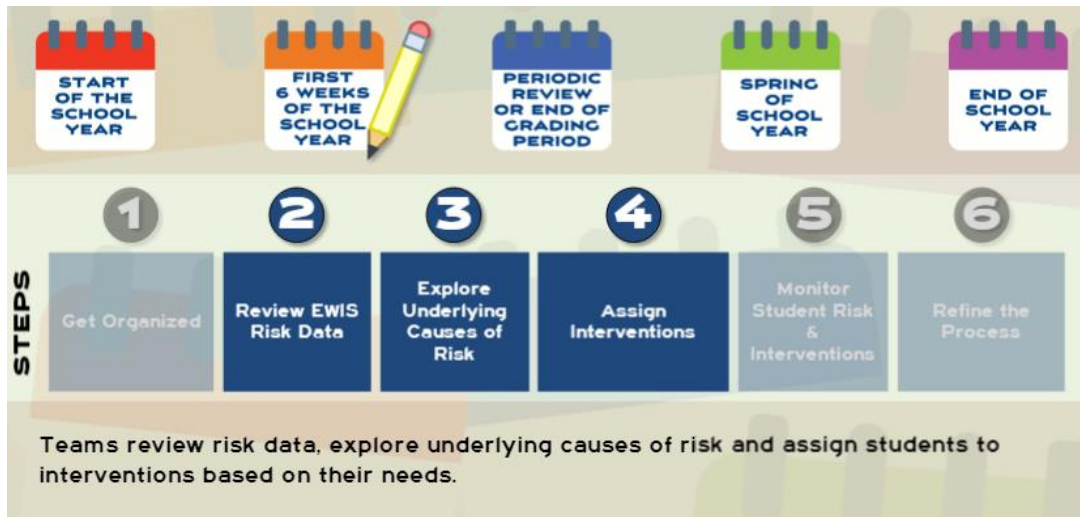 START
OF THE
SCHOOL
YEAR
FIRST
6 WEEKS
OF THE
SCHOOL
YEAR
PERIODIC
REVIEW
OR END OF
GRADING
PERIOD
SPRING
OF
SCHOOL
YEAR
END OF
SCHOOL
YEAR
1
2
3
4
5
6
STEPS
Get Organized
Review EWIS
Risk Data
Explore
Underlying
Causes of
Risk
Assign
Interventions
Monitor
Student Risk
&
Interventions
Refine the
Process
Teams review risk data, explore underlying causes of risk and assign students to
interventions based on their needs.